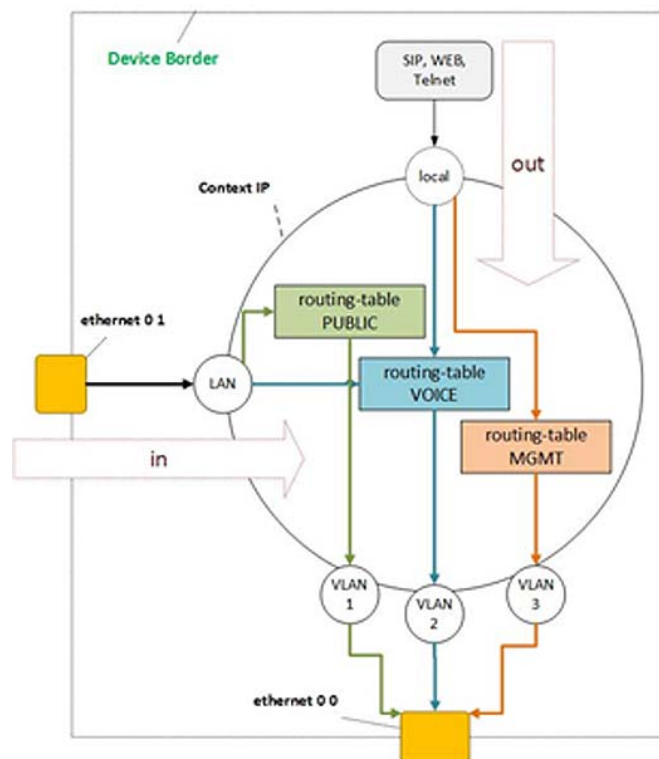 Device Border
SIP, WEB,
Telnet
out
local
Context IP
routing-table
PUBLIC
ethernet 0 1
LAN
routing-table
VOICE
routing-table
MGMT
in
VLAN
1
VLAN
2
VLAN
3
ethernet 0 0